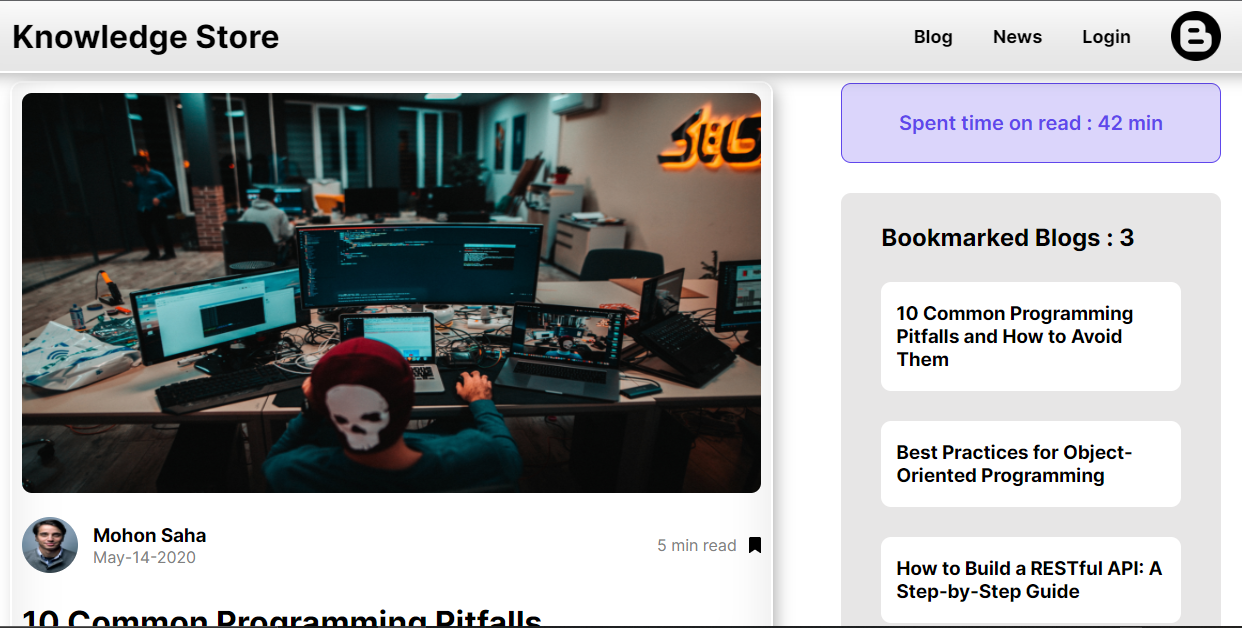 Knowledge Store
Blog
News
Login
B
Spent time on read : 42 min
Mohon Saha
May-14-2020
5 min read
10 Common Programming Pitfalls
Bookmarked Blogs : 3
10 Common Programming
Pitfalls and How to Avoid
Them
Best Practices for Object-
Oriented Programming
How to Build a RESTful API: A
Step-by-Step Guide